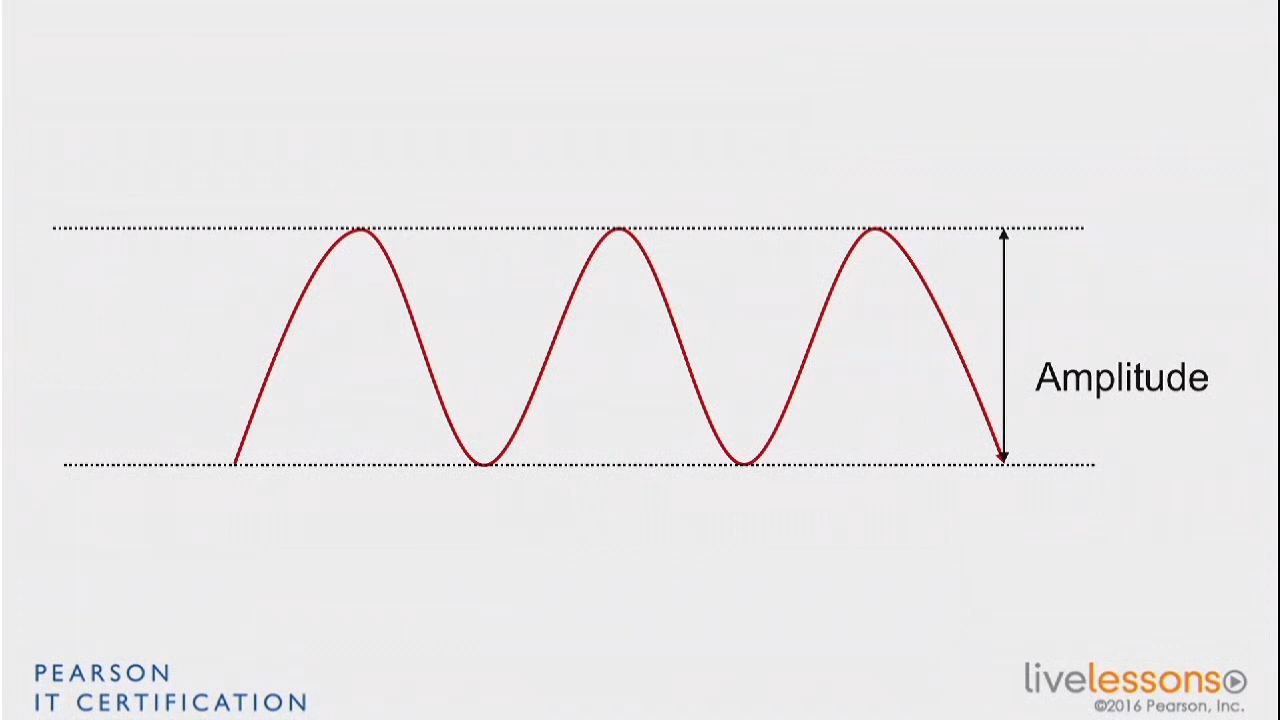 Amplitude
PEARSON
IT CERTIFICATION
livelessons
©2016 Pearson, Inc.